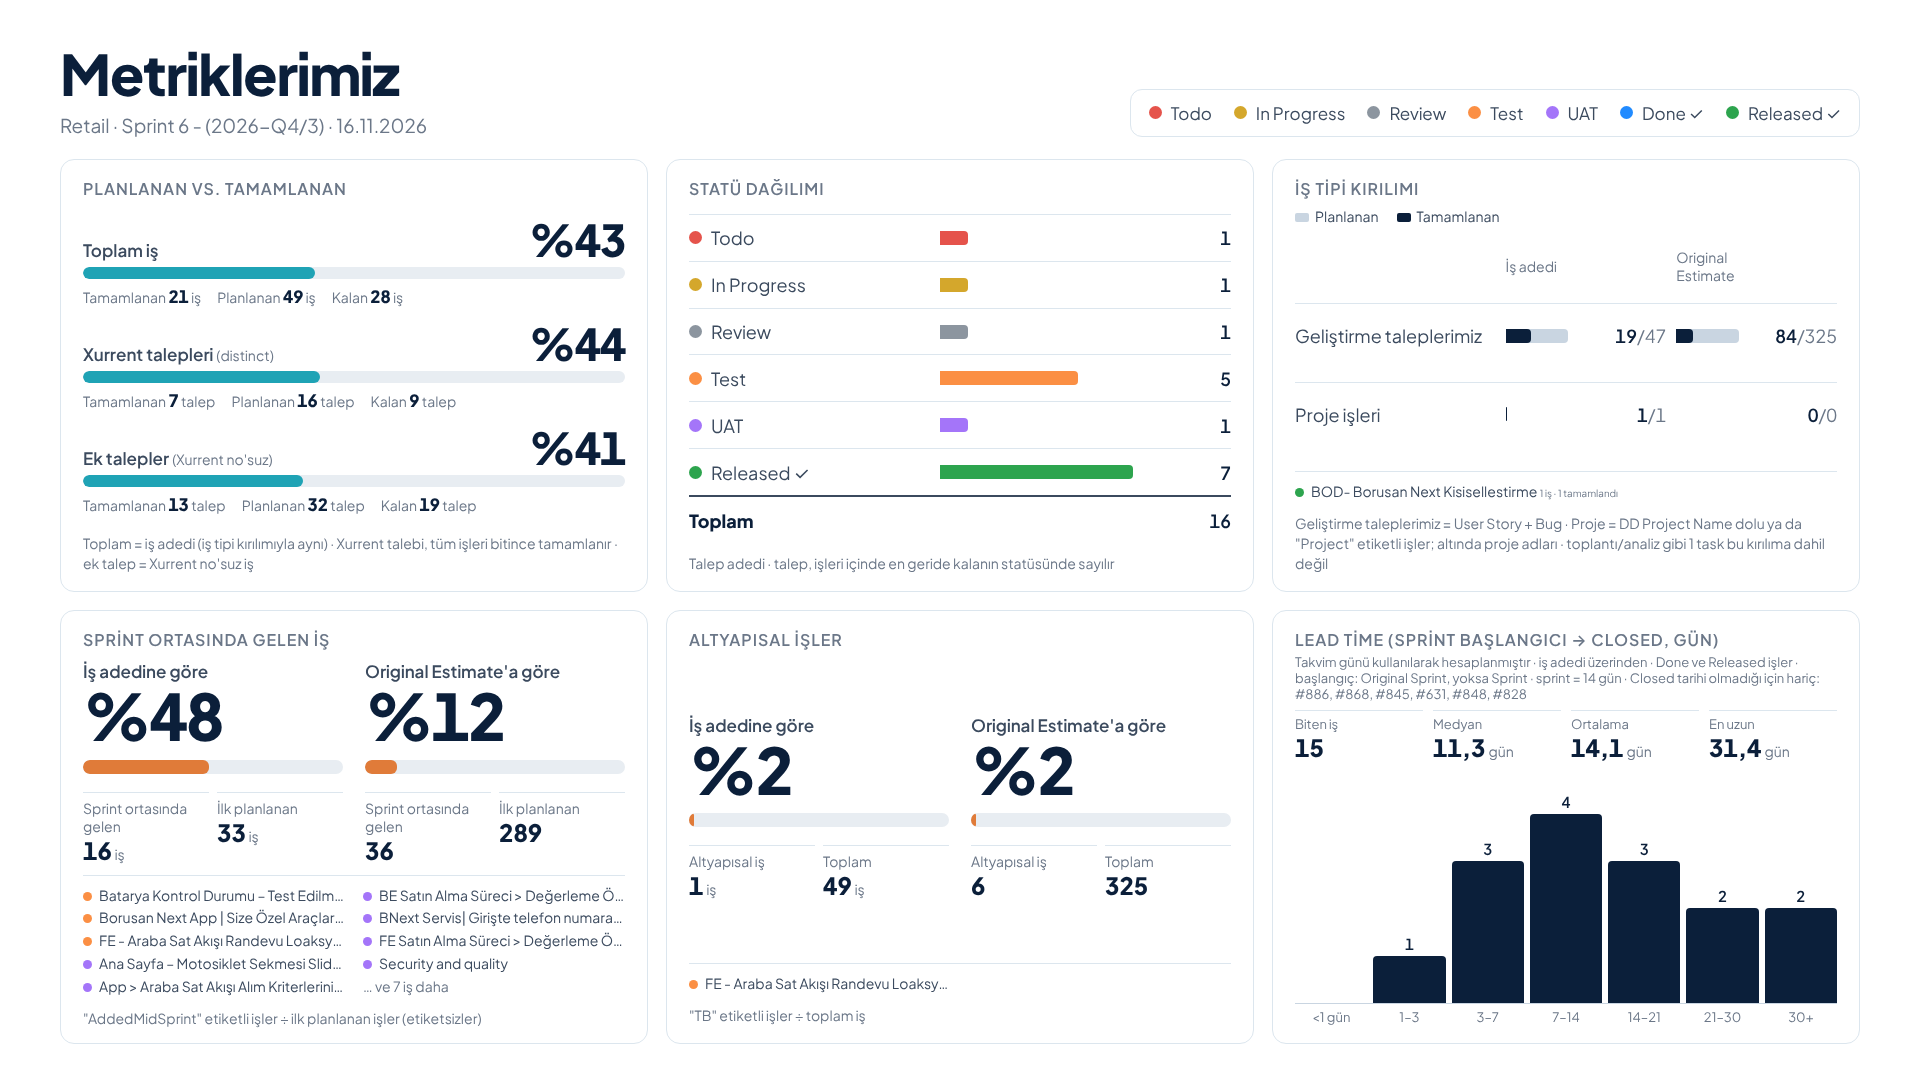 Metriklerimiz
Retail · Sprint 6 - (2026-Q4/3) · 16.11.2026
Todo In Progress Review Test UAT Done ✓ Released ✓
PLANLANAN VS. TAMAMLANAN
Toplam iş %43
Tamamlanan 21 iş Planlanan 49 iş Kalan 28 iş
Xurrent talepleri (distinct) %44
Tamamlanan 7 talep Planlanan 16 talep Kalan 9 talep
Ek talepler (Xurrent no'suz) %41
Tamamlanan 13 talep Planlanan 32 talep Kalan 19 talep
Toplam = iş adedi (iş tipi kırılımıyla aynı) · Xurrent talebi, tüm işleri bitince tamamlanır ·
ek talep = Xurrent no'suz iş
STATÜ DAĞILIMI
Todo 1
In Progress 1
Review 1
Test 5
UAT 1
Released ✓ 7
Toplam 16
Talep adedi · talep, işleri içinde en geride kalanın statüsünde sayılır
İŞ TİPİ KIRILIMI
Planlanan Tamamlanan
İş adedi Original
Estimate
Geliştirme taleplerimiz 19/47 84/325
Proje işleri 1/1 0/0
BOD- Borusan Next Kisisellestirme 1 iş · 1 tamamlandı
Geliştirme taleplerimiz = User Story + Bug · Proje = DD Project Name dolu ya da
"Project" etiketli işler; altında proje adları · toplantı/analiz gibi 1 task bu kırılıma dahil
değil
SPRİNT ORTASINDA GELEN İŞ
İş adedine göre Original Estimate'a göre
%48 %12
Sprint ortasında İlk planlanan Sprint ortasında İlk planlanan
gelen 33 iş gelen 289
16 iş 36
Batarya Kontrol Durumu – Test Edilm... BE Satın Alma Süreci > Değerleme Ö...
Borusan Next App | Size Özel Araçlar... BNext Servis| Girişte telefon numara...
FE - Araba Sat Akışı Randevu Loaksy... FE Satın Alma Süreci > Değerleme Ö...
Ana Sayfa – Motosiklet Sekmesi Slid... Security and quality
App > Araba Sat Akışı Alım Kriterlerini... ... ve 7 iş daha
"AddedMidSprint" etiketli işler ÷ ilk planlanan işler (etiketsizler)
ALTYAPISAL İŞLER
İş adedine göre Original Estimate'a göre
%2 %2
Altyapısal iş Toplam Altyapısal iş Toplam
1 iş 49 iş 6 325
FE - Araba Sat Akışı Randevu Loaksy...
"TB" etiketli işler ÷ toplam iş
LEAD TİME (SPRİNT BAŞLANGICI → CLOSED, GÜN)
Takvim günü kullanılarak hesaplanmıştır · iş adedi üzerinden · Done ve Released işler ·
başlangıç: Original Sprint, yoksa Sprint · sprint = 14 gün · Closed tarihi olmadığı için hariç:
#886, #868, #845, #631, #848, #828
Biten iş Medyan Ortalama En uzun
15 11,3 gün 14,1 gün 31,4 gün
1 3 4 3 2 2
<1 gün 1–3 3–7 7–14 14–21 21–30 30+